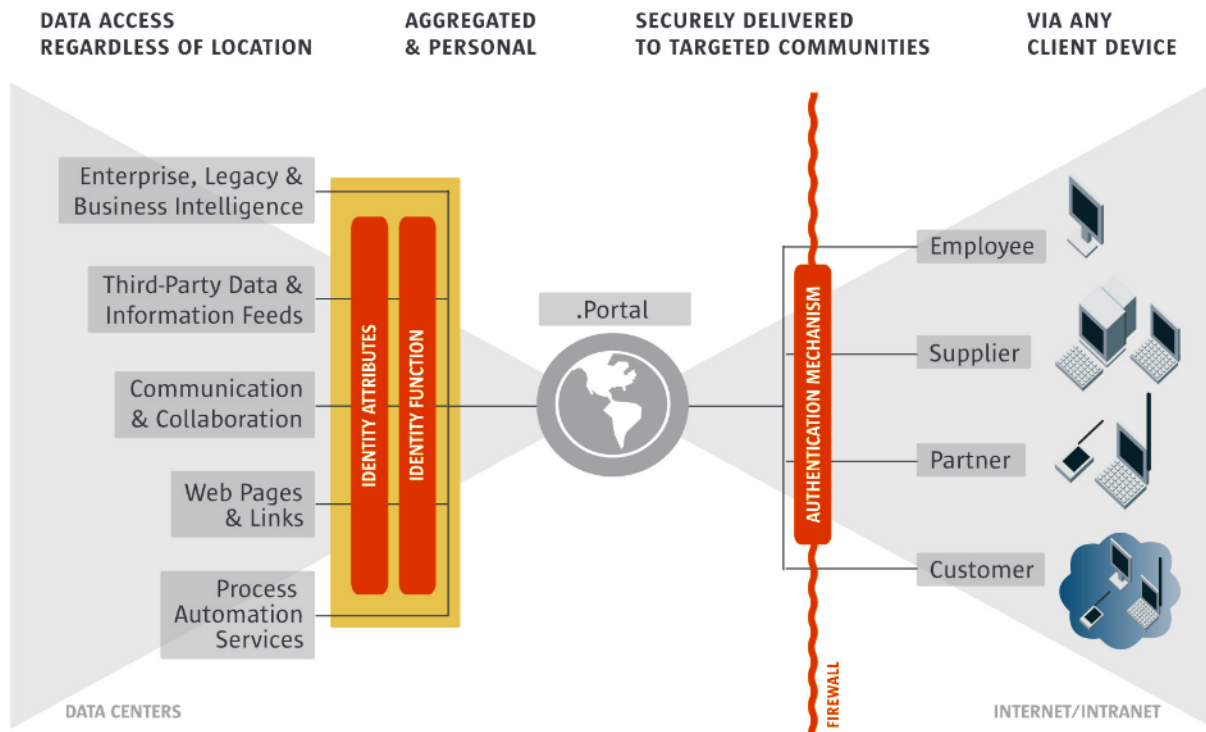 DATA ACCESS
REGARDLESS OF LOCATION
AGGREGATED
& PERSONAL
SECURELY DELIVERED
TO TARGETED COMMUNITIES
VIA ANY
CLIENT DEVICE
Enterprise, Legacy &
Business Intelligence
Third-Party Data &
Information Feeds
Communication
& Collaboration
Web Pages
& Links
Process
Automation
Services
IDENTITY ATTRIBUTES
IDENTITY FUNCTION
.Portal
AUTHENTICATION MECHANISM
FIREWALL
Employee
Supplier
Partner
Customer
DATA CENTERS
INTERNET/INTRANET